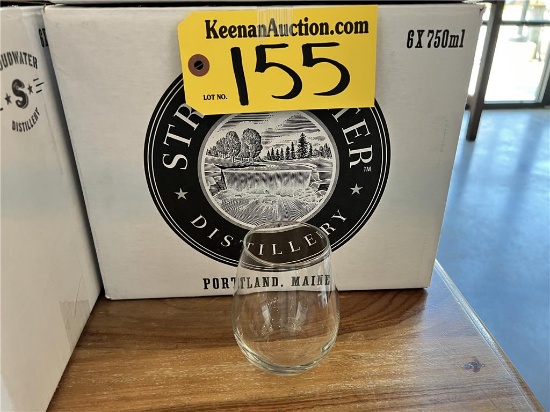 KeenanAuction.com
LOT NO. 155
6X750ml
DISTILLERY
PORTLAND, MAINE
S
DISTILLERY